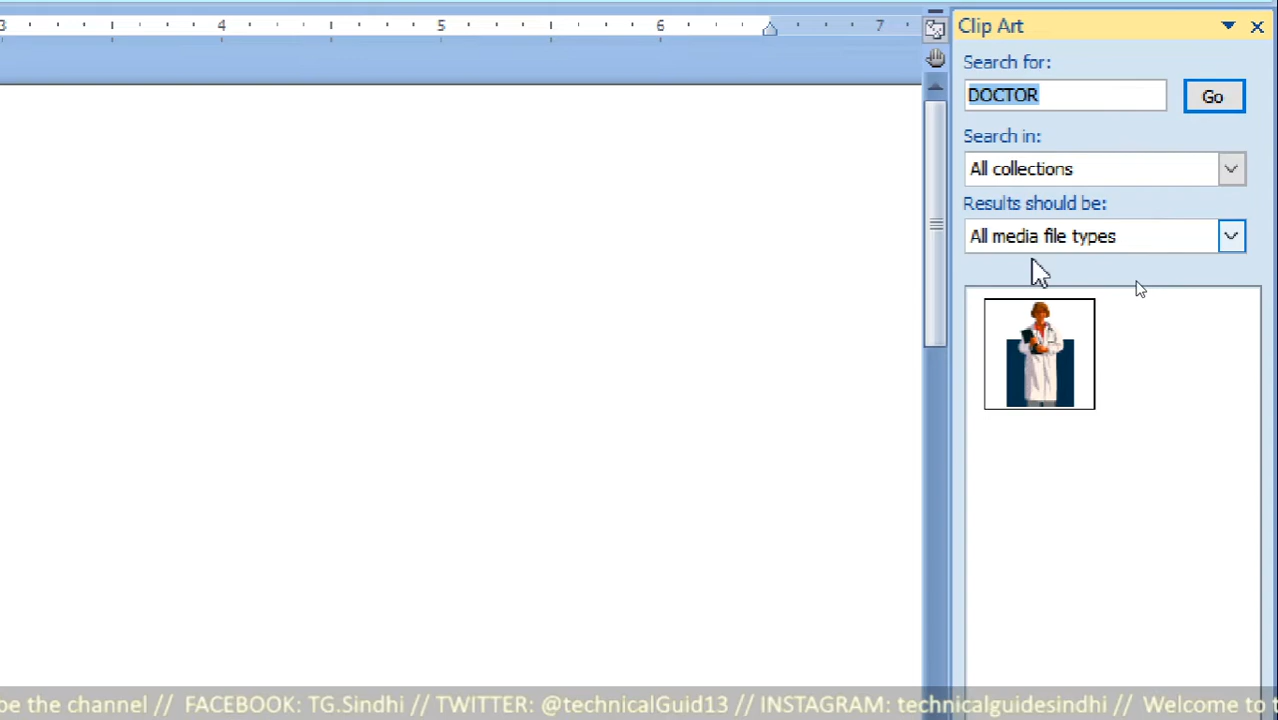 3 4 5 6 7
Clip Art
Search for:
DOCTOR Go
Search in:
All collections
Results should be:
All media file types
be the channel // FACEBOOK: TG.Sindhi // TWITTER: @technicalGuid13 // INSTAGRAM: technicalguidesindhi // Welcome to t